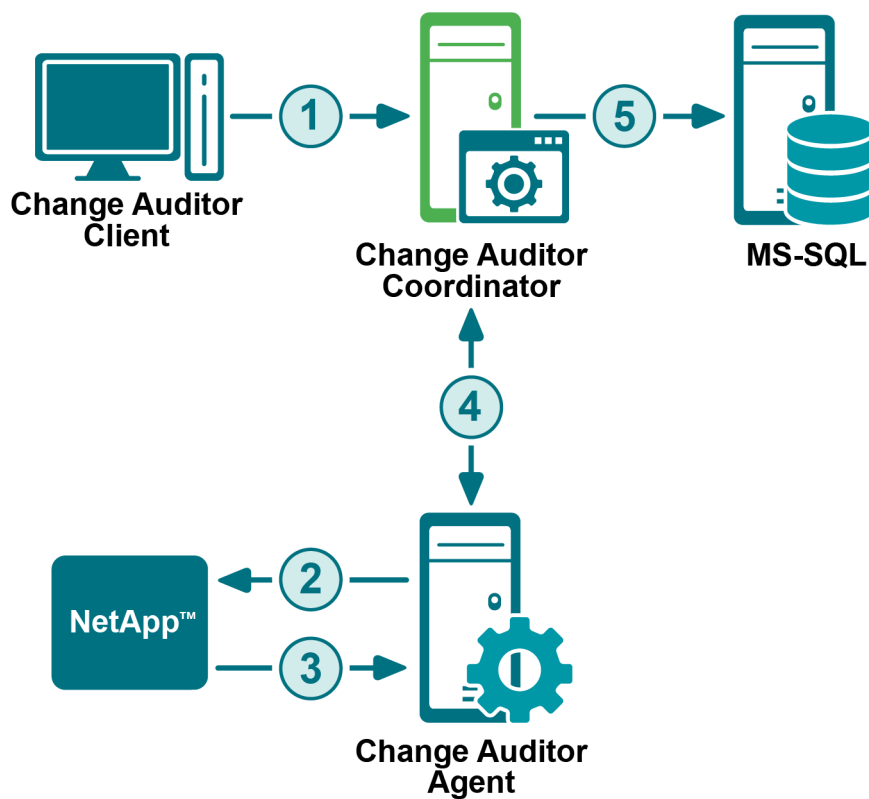 1
5
Change Auditor
Client
Change Auditor
Coordinator
MS-SQL
4
2
NetApp™
3
Change Auditor
Agent